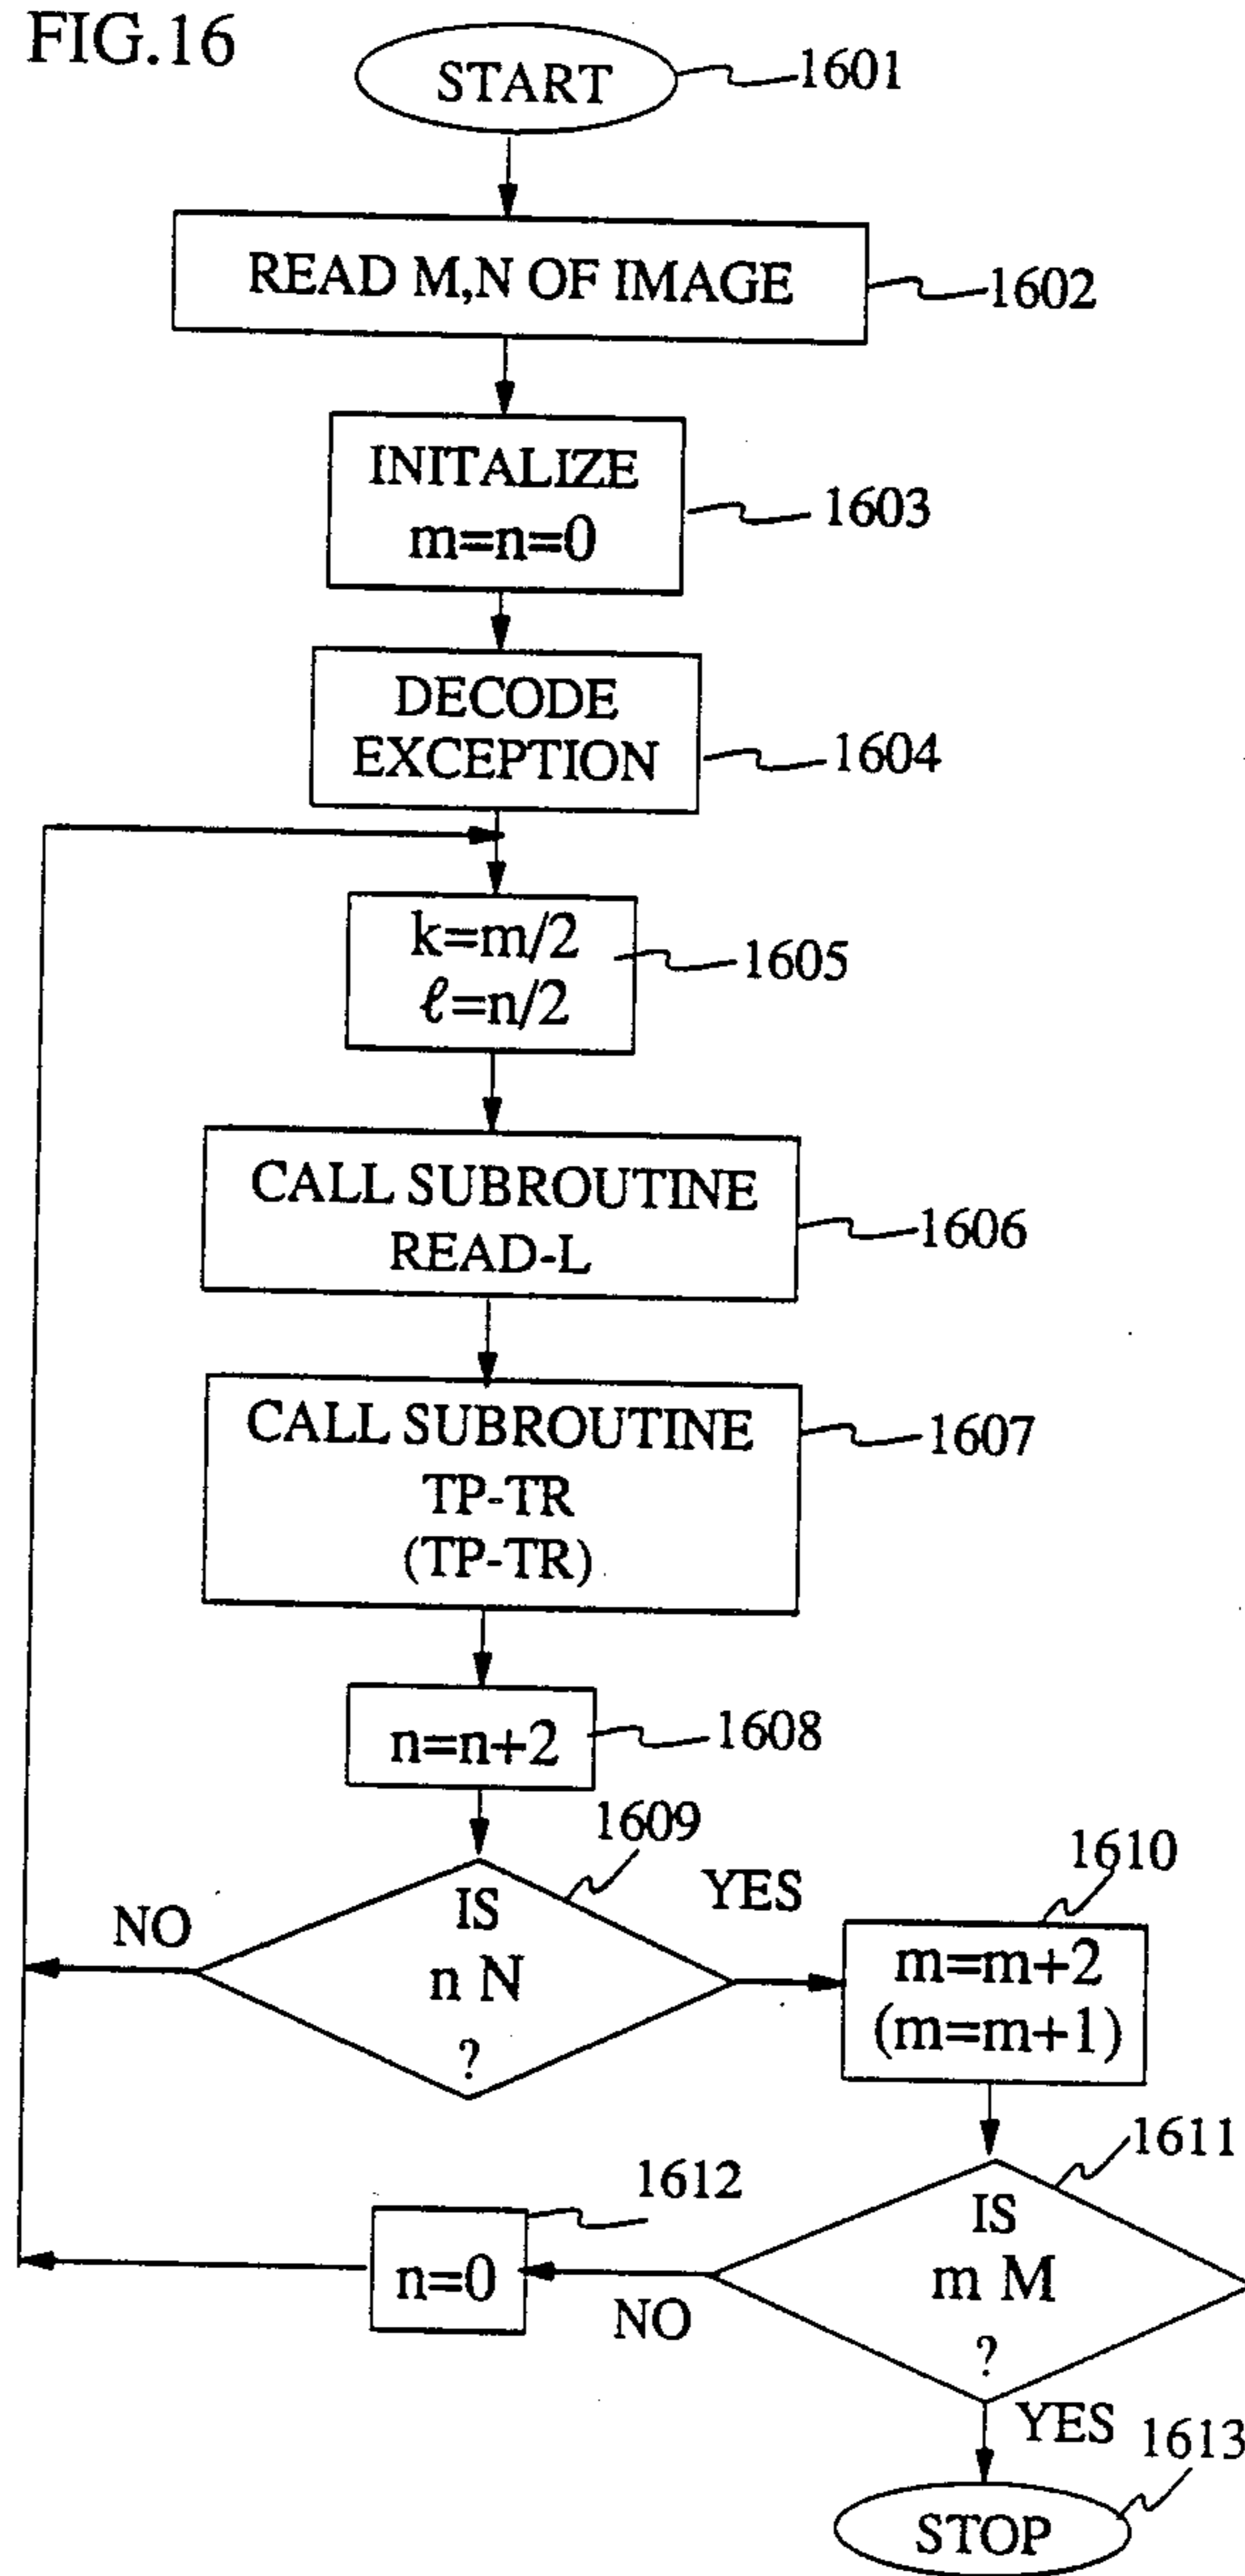 FIG.16
START
1601
READ M,N OF IMAGE
1602
INITALIZE
m=n=0
1603
DECODE
EXCEPTION
1604
k=m/2
ℓ=n/2
1605
CALL SUBROUTINE
READ-L
1606
CALL SUBROUTINE
TP-TR
(TP-TR)
1607
n=n+2
1608
1609
IS
n N
?
NO
YES
1610
m=m+2
(m=m+1)
1611
IS
m M
?
NO
1612
n=0
YES
1613
STOP